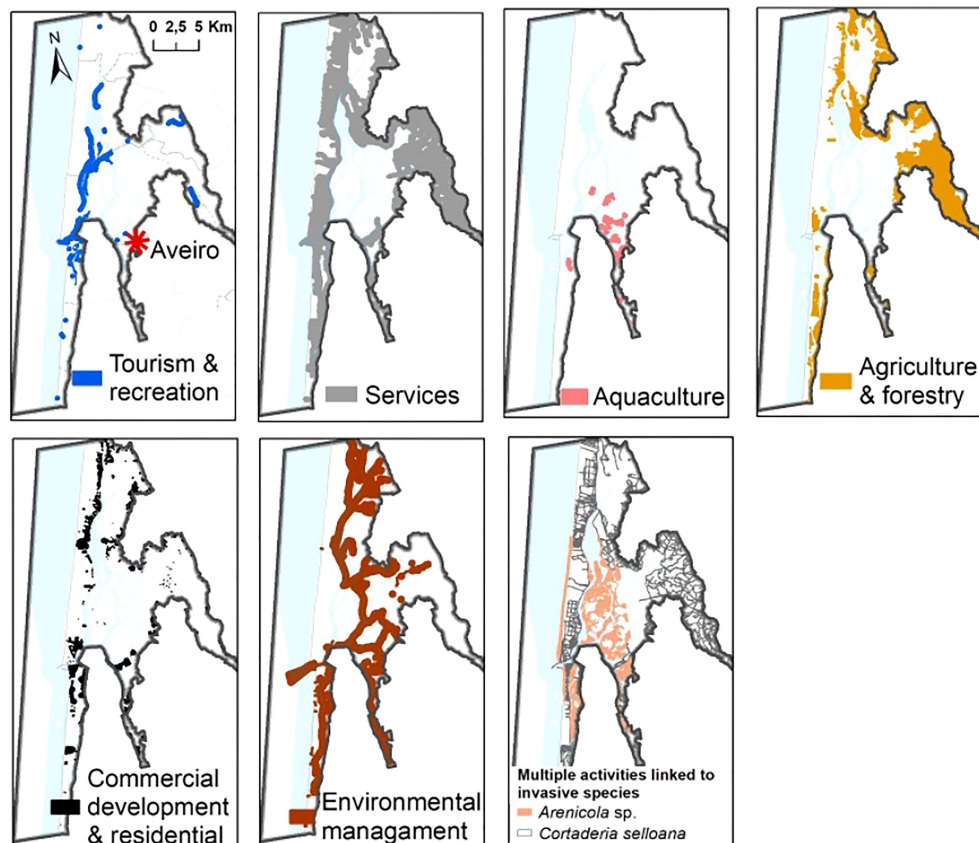 N
0 2,5 5 Km
Aveiro
Tourism &
recreation
Services
Aquaculture
Agriculture
& forestry
Commercial
development
& residential
Environmental
managament
Multiple activities linked to
invasive species
Arenicola sp.
Cortaderia selloana